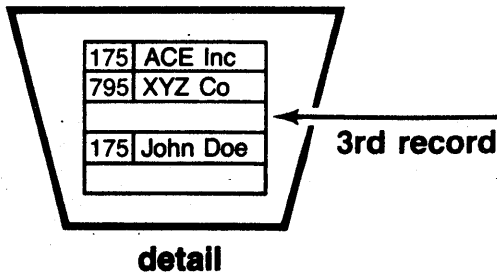 175 ACE Inc
795 XYZ Co
3rd record
175 John Doe
detail